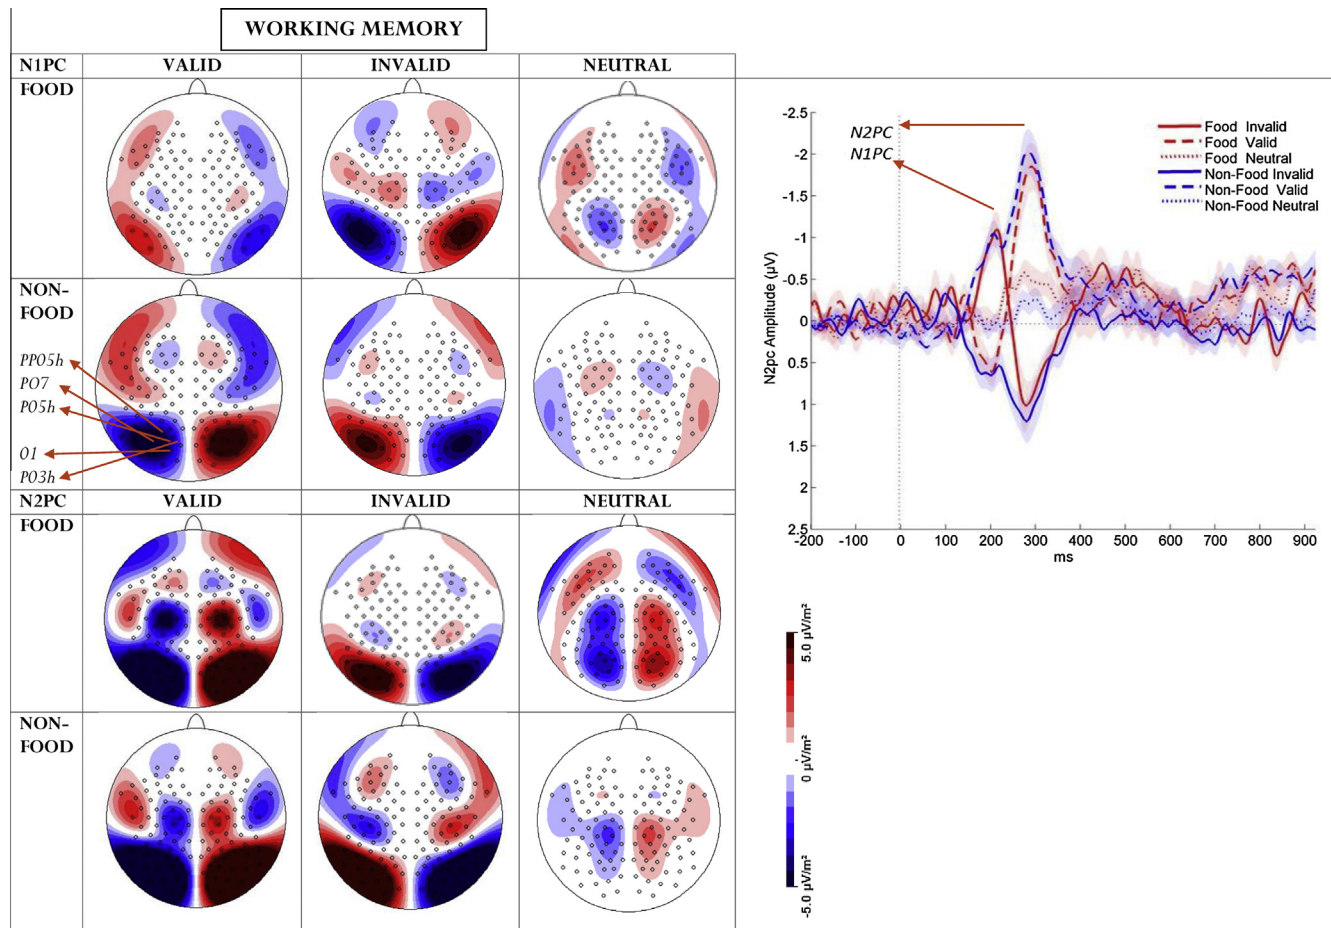 WORKING MEMORY
N1PC VALID INVALID NEUTRAL
FOOD
NON-
FOOD
PP05h
PO7
P05h
O1
PO3h
N2PC VALID INVALID NEUTRAL
FOOD
NON-
FOOD
N2PC
N1PC
Food Invalid
Food Valid
Food Neutral
Non-Food Invalid
Non-Food Valid
Non-Food Neutral
N2pc Amplitude (µV)
-2.5
-2
-1.5
-1
-0.5
0
0.5
1
1.5
2
2.5
-200 -100 0 100 200 300 400 500 600 700 800 900
ms
5.0 µV/m²
0 µV/m²
-5.0 µV/m²